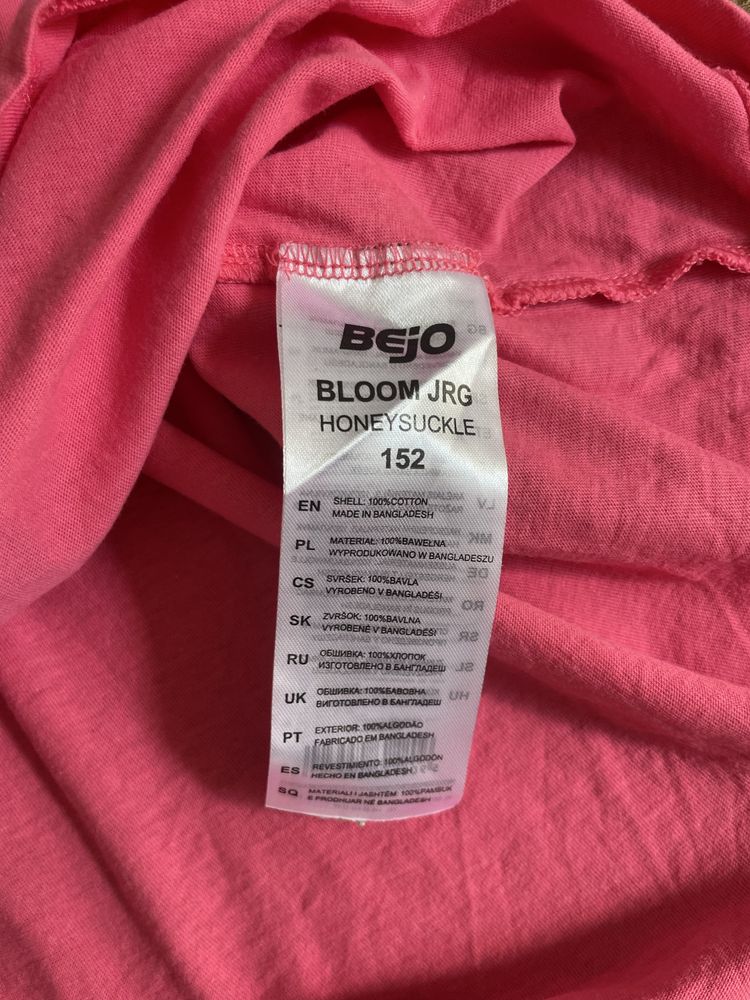 BEJO
BLOOM JRG
HONEYSUCKLE
152
EN SHELL: 100%COTTON
MADE IN BANGLADESH
PL MATERIAŁ: 100%BAWEŁNA
WYPRODUKOWANO W BANGLADESZU
CS SVRŠEK: 100%BAVLA
VYROBENO V BANGLADÉŠI
SK ZVRŠOK: 100%BAVLNA
VYROBENÉ V BANGLADÉŠI
RU ОБШИВКА: 100%ХЛОПОК
ИЗГОТОВЛЕНО В БАНГЛАДЕШ
UK ОБШИВКА: 100%БАВОВНА
ВИГОТОВЛЕНО В БАНГЛАДЕШ
PT EXTERIOR: 100%ALGODÃO
FABRICADO EM BANGLADESH
ES REVESTIMIENTO: 100%ALGODON
HECHO EN BANGLADESH
SQ MATERIALI I JASHTËM: 100%PAMBUK
E PRODHUAR NË BANGLADESH